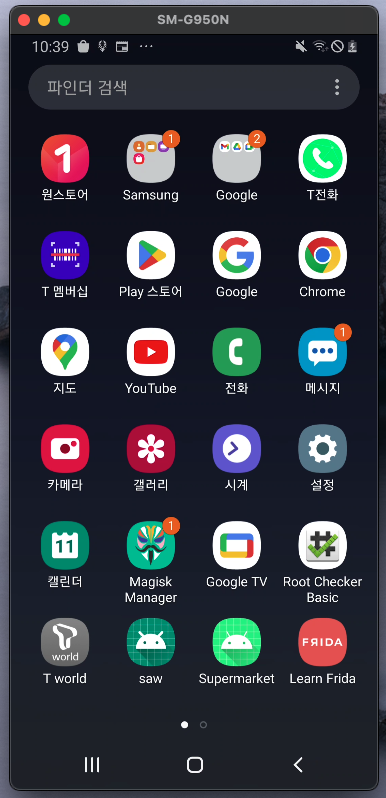 SM-G950N
10:39
파인더 검색
1
2
원스토어
Samsung
Google
T전화
T 멤버십
Play 스토어
Google
Chrome
1
지도
YouTube
전화
메시지
카메라
갤러리
시계
설정
11
1
캘린더
Magisk
Manager
Google TV
Root Checker
Basic
world
FRIDA
T world
saw
Supermarket
Learn Frida